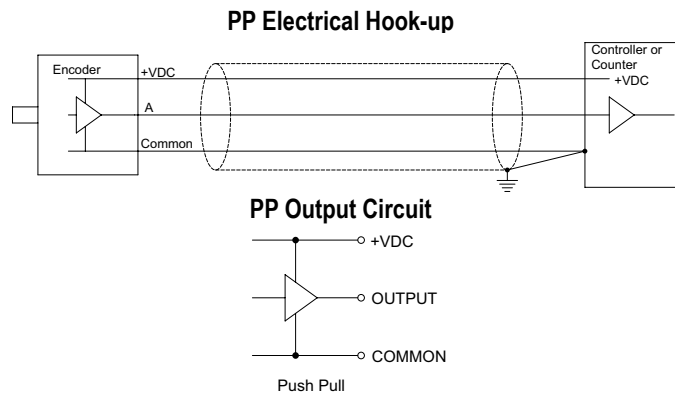 PP Electrical Hook-up
Encoder
+VDC
A
Common
Controller or
Counter
+VDC
PP Output Circuit
+VDC
OUTPUT
COMMON
Push Pull